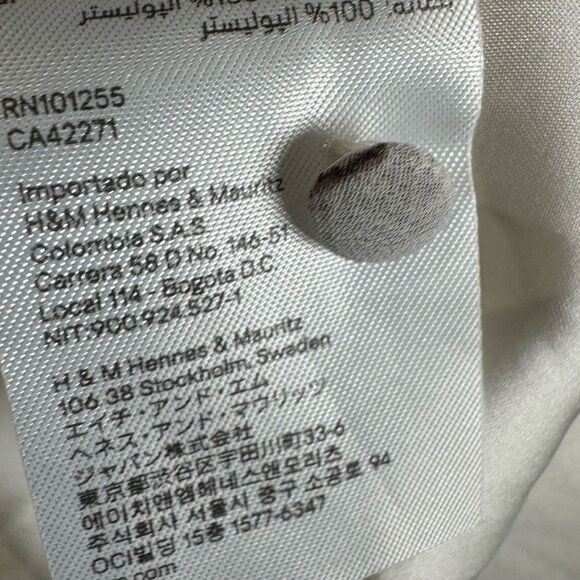 100% البوليستر
بطانة: 100% البوليستر
RN101255
CA42271
Importado por
H&M Hennes & Mauritz
Colombia S.A.S
Carrera 58 D No. 146-51
Local 114 - Bogota D.C
NIT:900.924.527-1
H & M Hennes & Mauritz
106 38 Stockholm, Sweden
エイチ・アンド・エム
ヘネス・アンド・マウリッツ
ジャパン株式会社
東京都渋谷区宇田川町33-6
에이치앤엠헤네스앤모리츠
주식회사 서울시 중구 소공로 94
OCI빌딩 15층 1577-6347